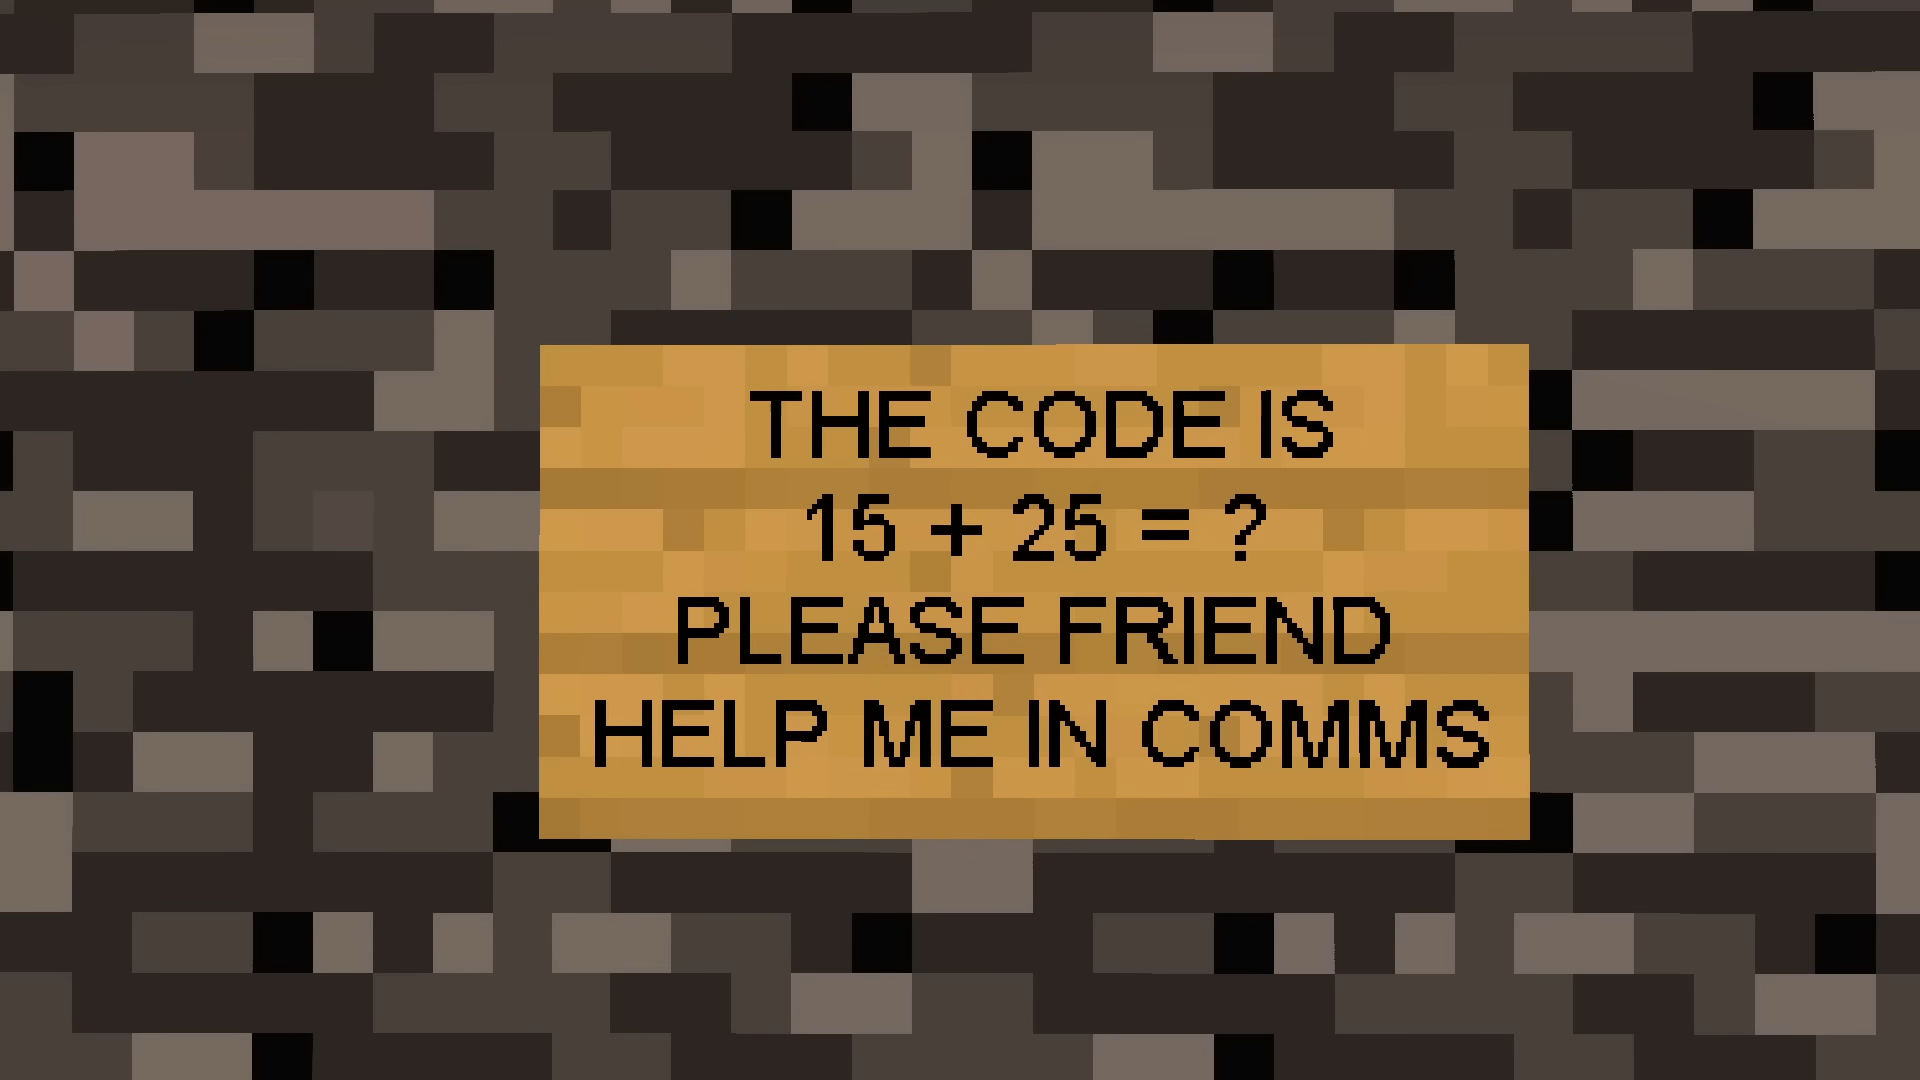 THE CODE IS
15 + 25 = ?
PLEASE FRIEND
HELP ME IN COMMS